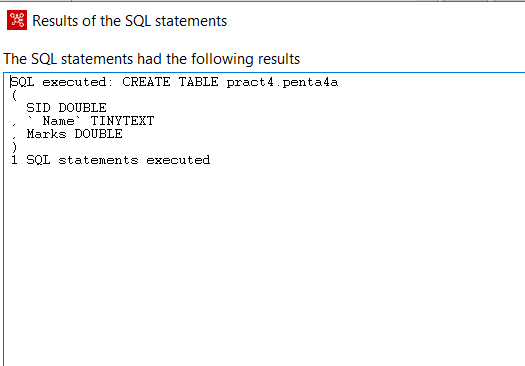 Results of the SQL statements
The SQL statements had the following results
SQL executed: CREATE TABLE pract4.penta4a
(
  SID DOUBLE
, ` Name` TINYTEXT
, Marks DOUBLE
)
1 SQL statements executed